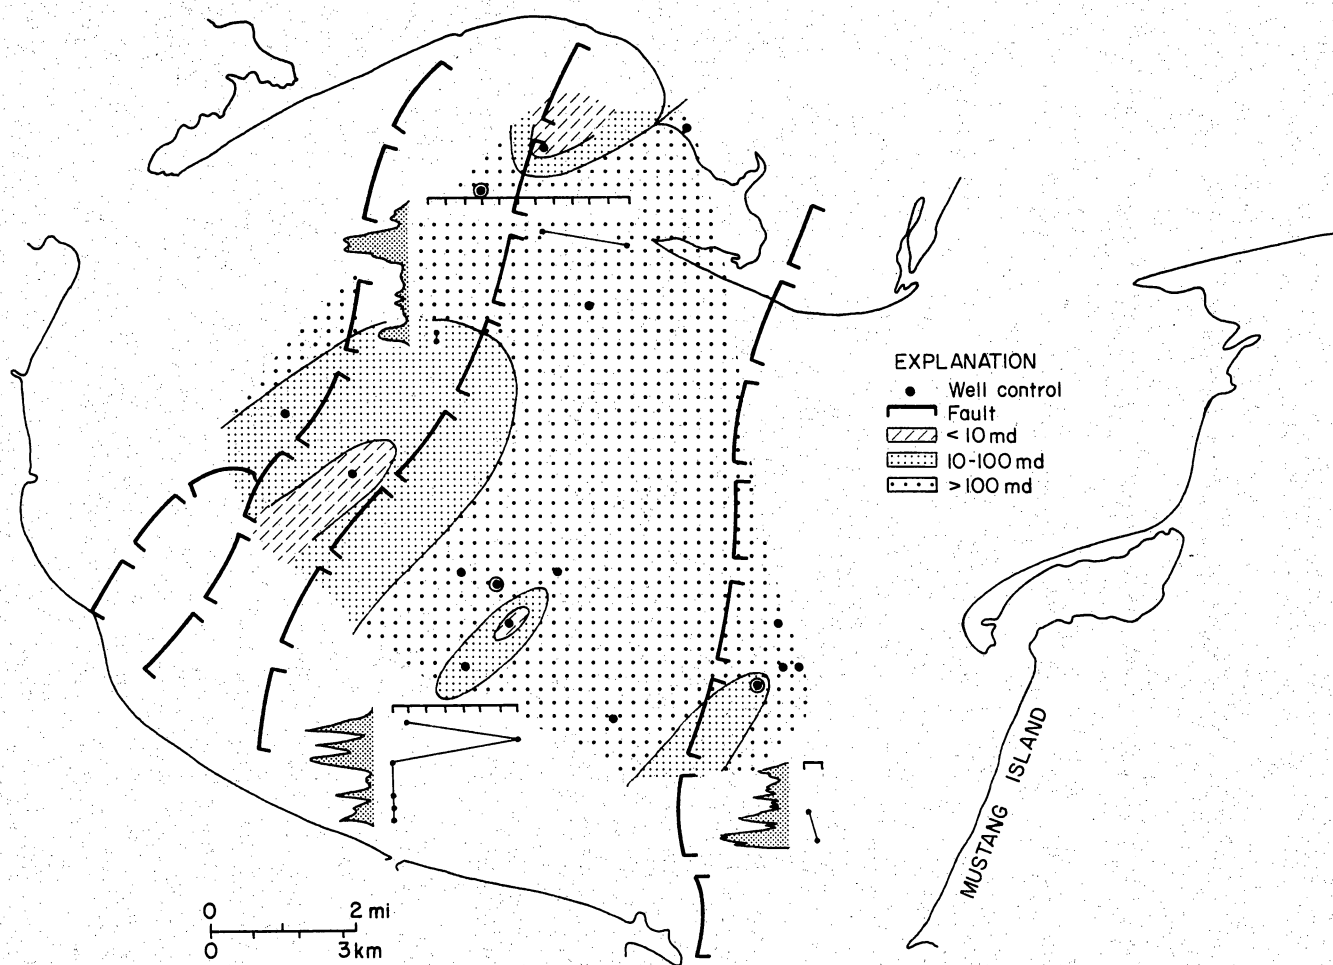 EXPLANATION
Well control
Fault
< 10 md
10-100 md
> 100 md
MUSTANG ISLAND
0 2 mi
0 3 km